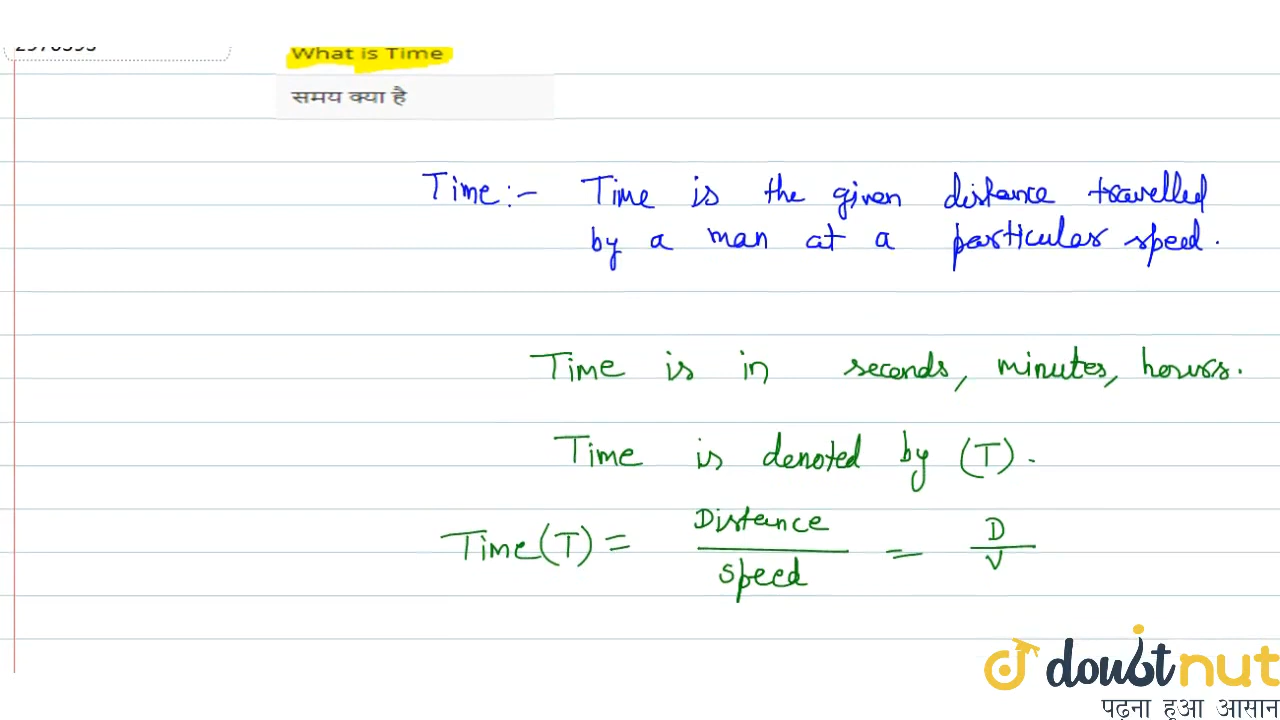 What is Time
समय क्या है
Time:- Time is the given distance travelled
by a man at a particular speed.
Time is in seconds, minutes, hours.
Time is denoted by (T).
Time(T) = Distance / speed = D / V
doubtnut
पढ़ना हुआ आसान